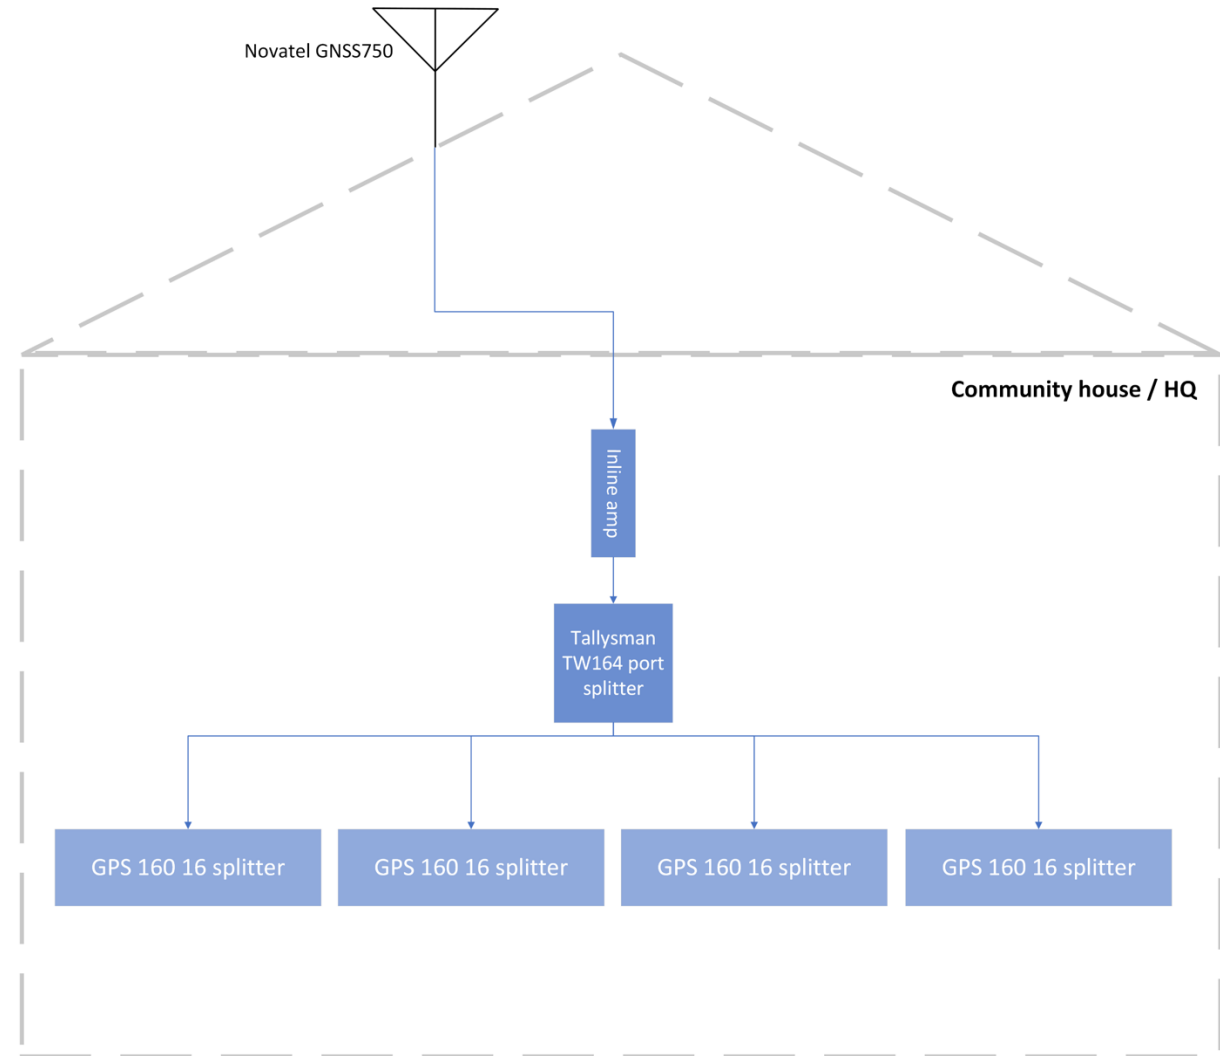 Novatel GNSS750
Community house / HQ
Inline amp
Tallysman
TW164 port
splitter
GPS 160 16 splitter
GPS 160 16 splitter
GPS 160 16 splitter
GPS 160 16 splitter